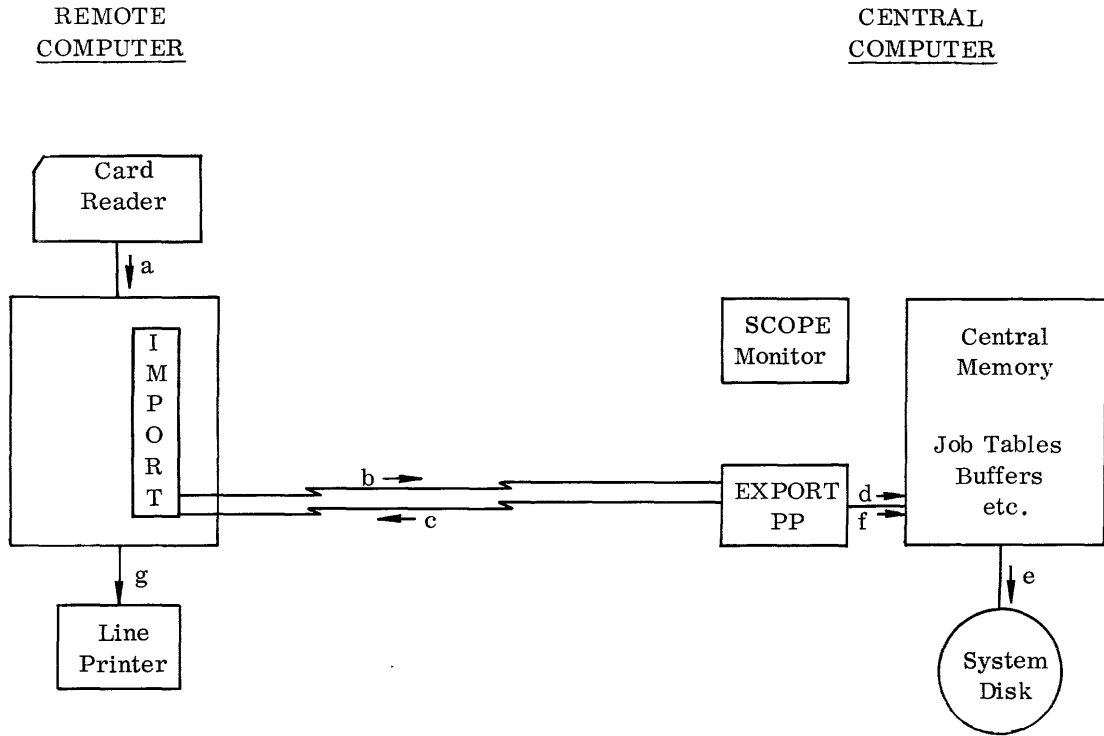 REMOTE
COMPUTER
CENTRAL
COMPUTER
Card
Reader
a
I
M
P
O
R
T
SCOPE
Monitor
Central
Memory
Job Tables
Buffers
etc.
b
c
EXPORT
PP
d
f
g
e
Line
Printer
System
Disk